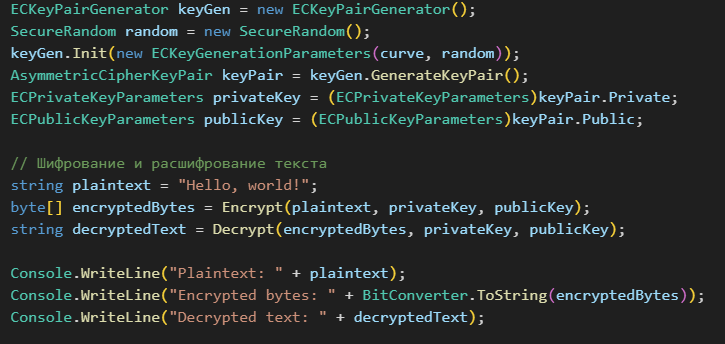 ECKeyPairGenerator keyGen = new ECKeyPairGenerator();
SecureRandom random = new SecureRandom();
keyGen.Init(new ECKeyGenerationParameters(curve, random));
AsymmetricCipherKeyPair keyPair = keyGen.GenerateKeyPair();
ECPrivateKeyParameters privateKey = (ECPrivateKeyParameters)keyPair.Private;
ECPublicKeyParameters publicKey = (ECPublicKeyParameters)keyPair.Public;
// Шифрование и расшифрование текста
string plaintext = "Hello, world!";
byte[] encryptedBytes = Encrypt(plaintext, privateKey, publicKey);
string decryptedText = Decrypt(encryptedBytes, privateKey, publicKey);
Console.WriteLine("Plaintext: " + plaintext);
Console.WriteLine("Encrypted bytes: " + BitConverter.ToString(encryptedBytes));
Console.WriteLine("Decrypted text: " + decryptedText);